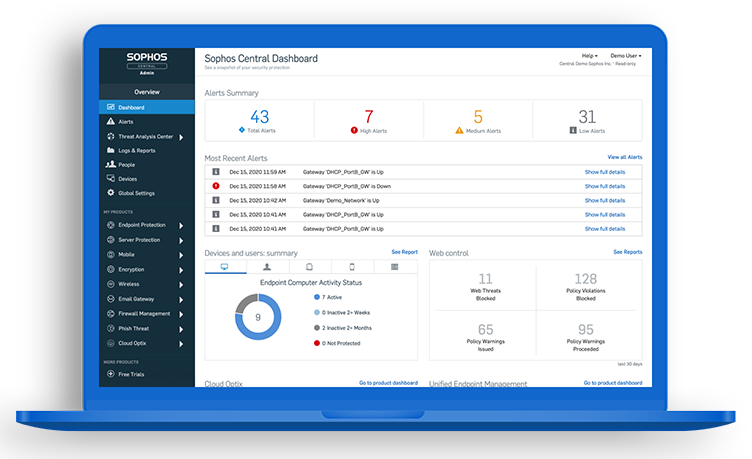 SOPHOS
CENTRAL
Admin
Overview
Dashboard
Alerts
Threat Analysis Center
Logs & Reports
People
Devices
Global Settings
MY PRODUCTS
Endpoint Protection
Server Protection
Mobile
Encryption
Wireless
Email Gateway
Firewall Management
Phish Threat
Cloud Optix
MORE PRODUCTS
Free Trials
Sophos Central Dashboard
See a snapshot of your security protection
Help Demo User
Central Demo Sophos Inc. · Read-only
Alerts Summary
43
Total Alerts
7
High Alerts
5
Medium Alerts
31
Low Alerts
Most Recent Alerts View all Alerts
Dec 15, 2020 11:59 AM Gateway 'DHCP_PortB_GW' is Up Show full details
Dec 15, 2020 11:58 AM Gateway 'DHCP_PortB_GW' is Down Show full details
Dec 15, 2020 10:42 AM Gateway 'Demo_Network' is Up Show full details
Dec 15, 2020 10:41 AM Gateway 'DHCP_PortB_GW' is Up Show full details
Dec 15, 2020 10:41 AM Gateway 'DHCP_PortB_GW' is Up Show full details
Devices and users: summary See Report
Endpoint Computer Activity Status
9
7 Active
0 Inactive 2+ Weeks
2 Inactive 2+ Months
0 Not Protected
Web control See Reports
11
Web Threats
Blocked
128
Policy Violations
Blocked
65
Policy Warnings
Issued
95
Policy Warnings
Proceeded
last 30 days
Cloud Optix Go to product dashboard
Unified Endpoint Management Go to product dashboard